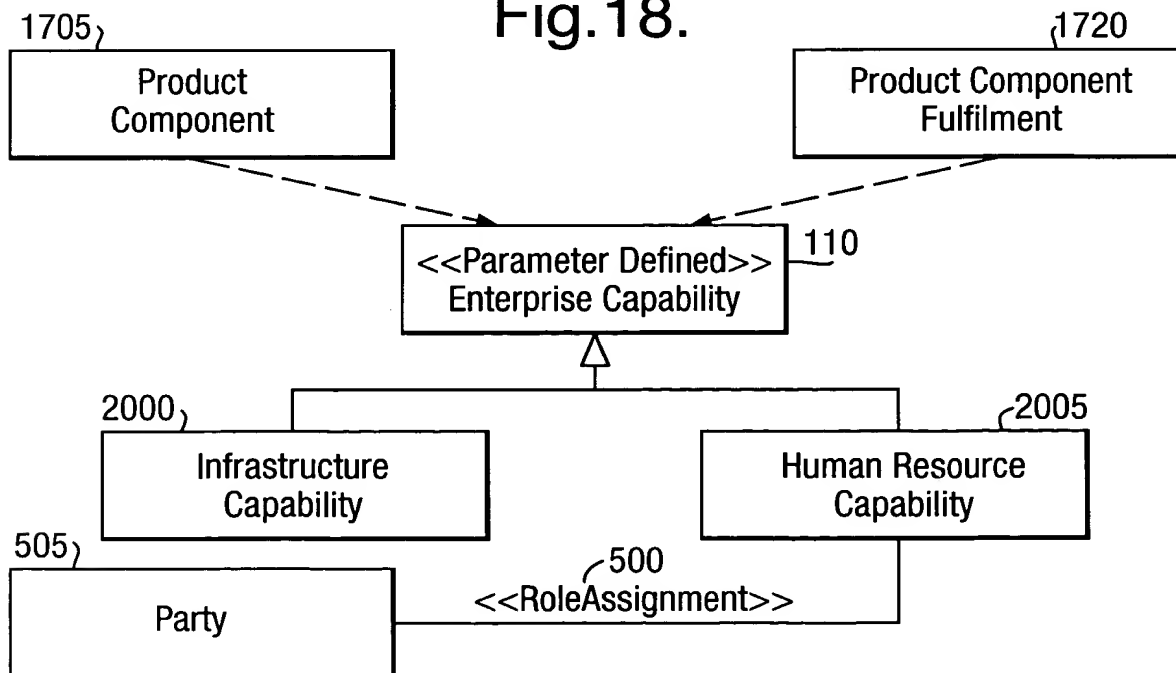 Fig.18.
1705
1720
Product
Component
Product Component
Fulfilment
110
<<Parameter Defined>>
Enterprise Capability
2000
2005
Infrastructure
Capability
Human Resource
Capability
505
500
<<RoleAssignment>>
Party